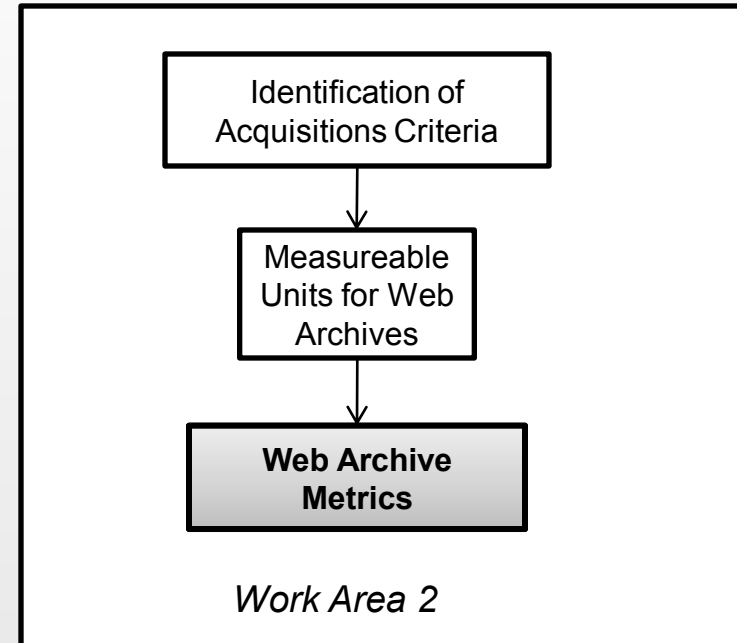 Identification of
Acquisitions Criteria
Measureable
Units for Web
Archives
Web Archive
Metrics
Work Area 2